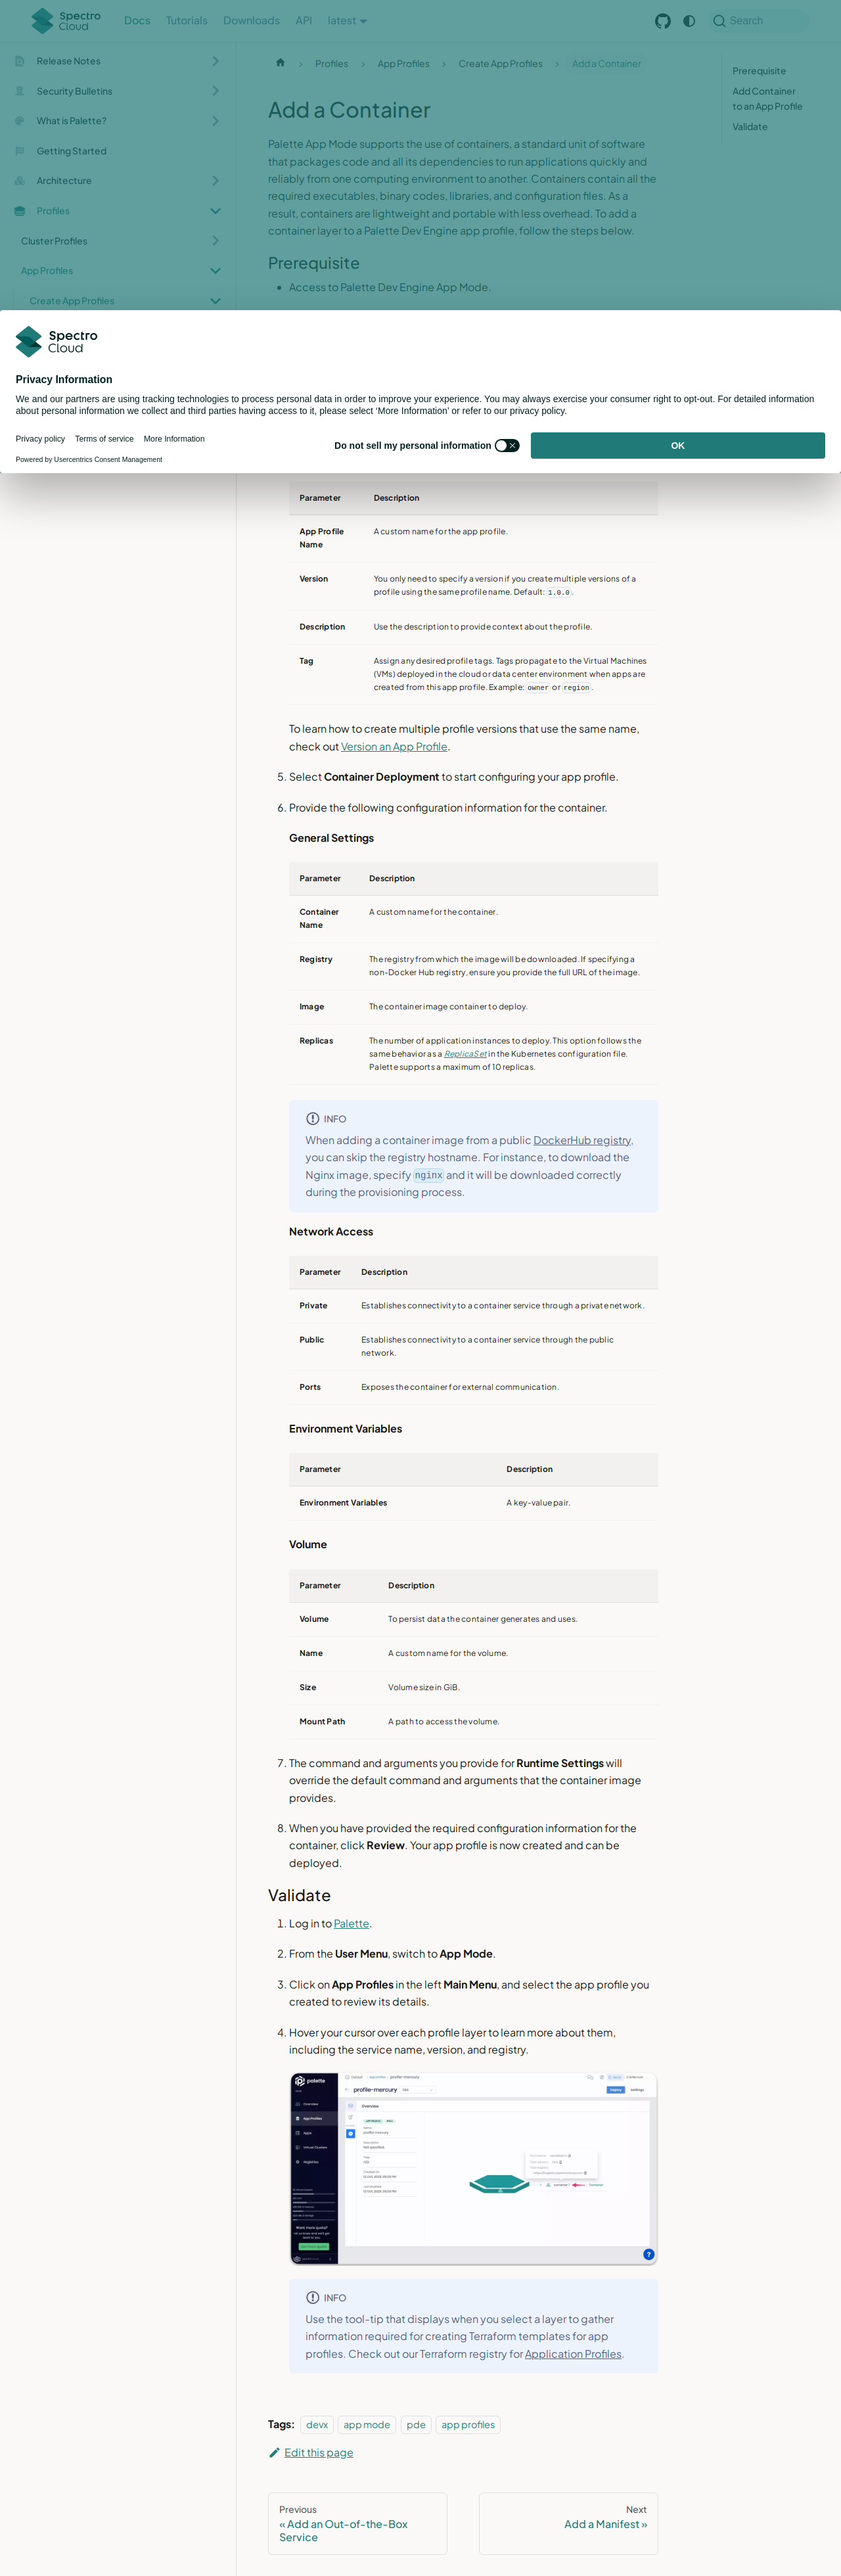 Spectro Cloud
Docs
Tutorials
Downloads
API
latest
Search
Release Notes
Security Bulletins
What is Palette?
Getting Started
Architecture
Profiles
Cluster Profiles
App Profiles
Create App Profiles
Profiles
App Profiles
Create App Profiles
Add a Container
Prerequisite
Add Container
to an App Profile
Validate
Add a Container
Palette App Mode supports the use of containers, a standard unit of software
that packages code and all its dependencies to run applications quickly and
reliably from one computing environment to another. Containers contain all the
required executables, binary codes, libraries, and configuration files. As a
result, containers are lightweight and portable with less overhead. To add a
container layer to a Palette Dev Engine app profile, follow the steps below.
Prerequisite
Access to Palette Dev Engine App Mode.
Spectro Cloud
Privacy Information
We and our partners are using tracking technologies to process personal data in order to improve your experience. You may always exercise your consumer right to opt-out. For detailed information
about personal information we collect and third parties having access to it, please select ‘More Information’ or refer to our privacy policy.
Privacy policy
Terms of service
More Information
Do not sell my personal information
OK
Powered by Usercentrics Consent Management
Parameter Description
App Profile Name A custom name for the app profile.
Version You only need to specify a version if you create multiple versions of a
profile using the same profile name. Default: 1.0.0.
Description Use the description to provide context about the profile.
Tag Assign any desired profile tags. Tags propagate to the Virtual Machines
(VMs) deployed in the cloud or data center environment when apps are
created from this app profile. Example: owner or region.
To learn how to create multiple profile versions that use the same name,
check out Version an App Profile.
5. Select Container Deployment to start configuring your app profile.
6. Provide the following configuration information for the container.
General Settings
Parameter Description
Container Name A custom name for the container.
Registry The registry from which the image will be downloaded. If specifying a
non-Docker Hub registry, ensure you provide the full URL of the image.
Image The container image container to deploy.
Replicas The number of application instances to deploy. This option follows the
same behavior as a ReplicaSet in the Kubernetes configuration file.
Palette supports a maximum of 10 replicas.
INFO
When adding a container image from a public DockerHub registry,
you can skip the registry hostname. For instance, to download the
Nginx image, specify nginx and it will be downloaded correctly
during the provisioning process.
Network Access
Parameter Description
Private Establishes connectivity to a container service through a private network.
Public Establishes connectivity to a container service through the public
network.
Ports Exposes the container for external communication.
Environment Variables
Parameter Description
Environment Variables A key-value pair.
Volume
Parameter Description
Volume To persist data the container generates and uses.
Name A custom name for the volume.
Size Volume size in GiB.
Mount Path A path to access the volume.
7. The command and arguments you provide for Runtime Settings will
override the default command and arguments that the container image
provides.
8. When you have provided the required configuration information for the
container, click Review. Your app profile is now created and can be
deployed.
Validate
1. Log in to Palette.
2. From the User Menu, switch to App Mode.
3. Click on App Profiles in the left Main Menu, and select the app profile you
created to review its details.
4. Hover your cursor over each profile layer to learn more about them,
including the service name, version, and registry.
palette
Overview
App Profiles
Apps
Virtual Clusters
profile-mercury
Deploy
Settings
Overview
INFO
Use the tool-tip that displays when you select a layer to gather
information required for creating Terraform templates for app
profiles. Check out our Terraform registry for Application Profiles.
Tags: devx app mode pde app profiles
Edit this page
Previous
« Add an Out-of-the-Box
Service
Next
Add a Manifest »